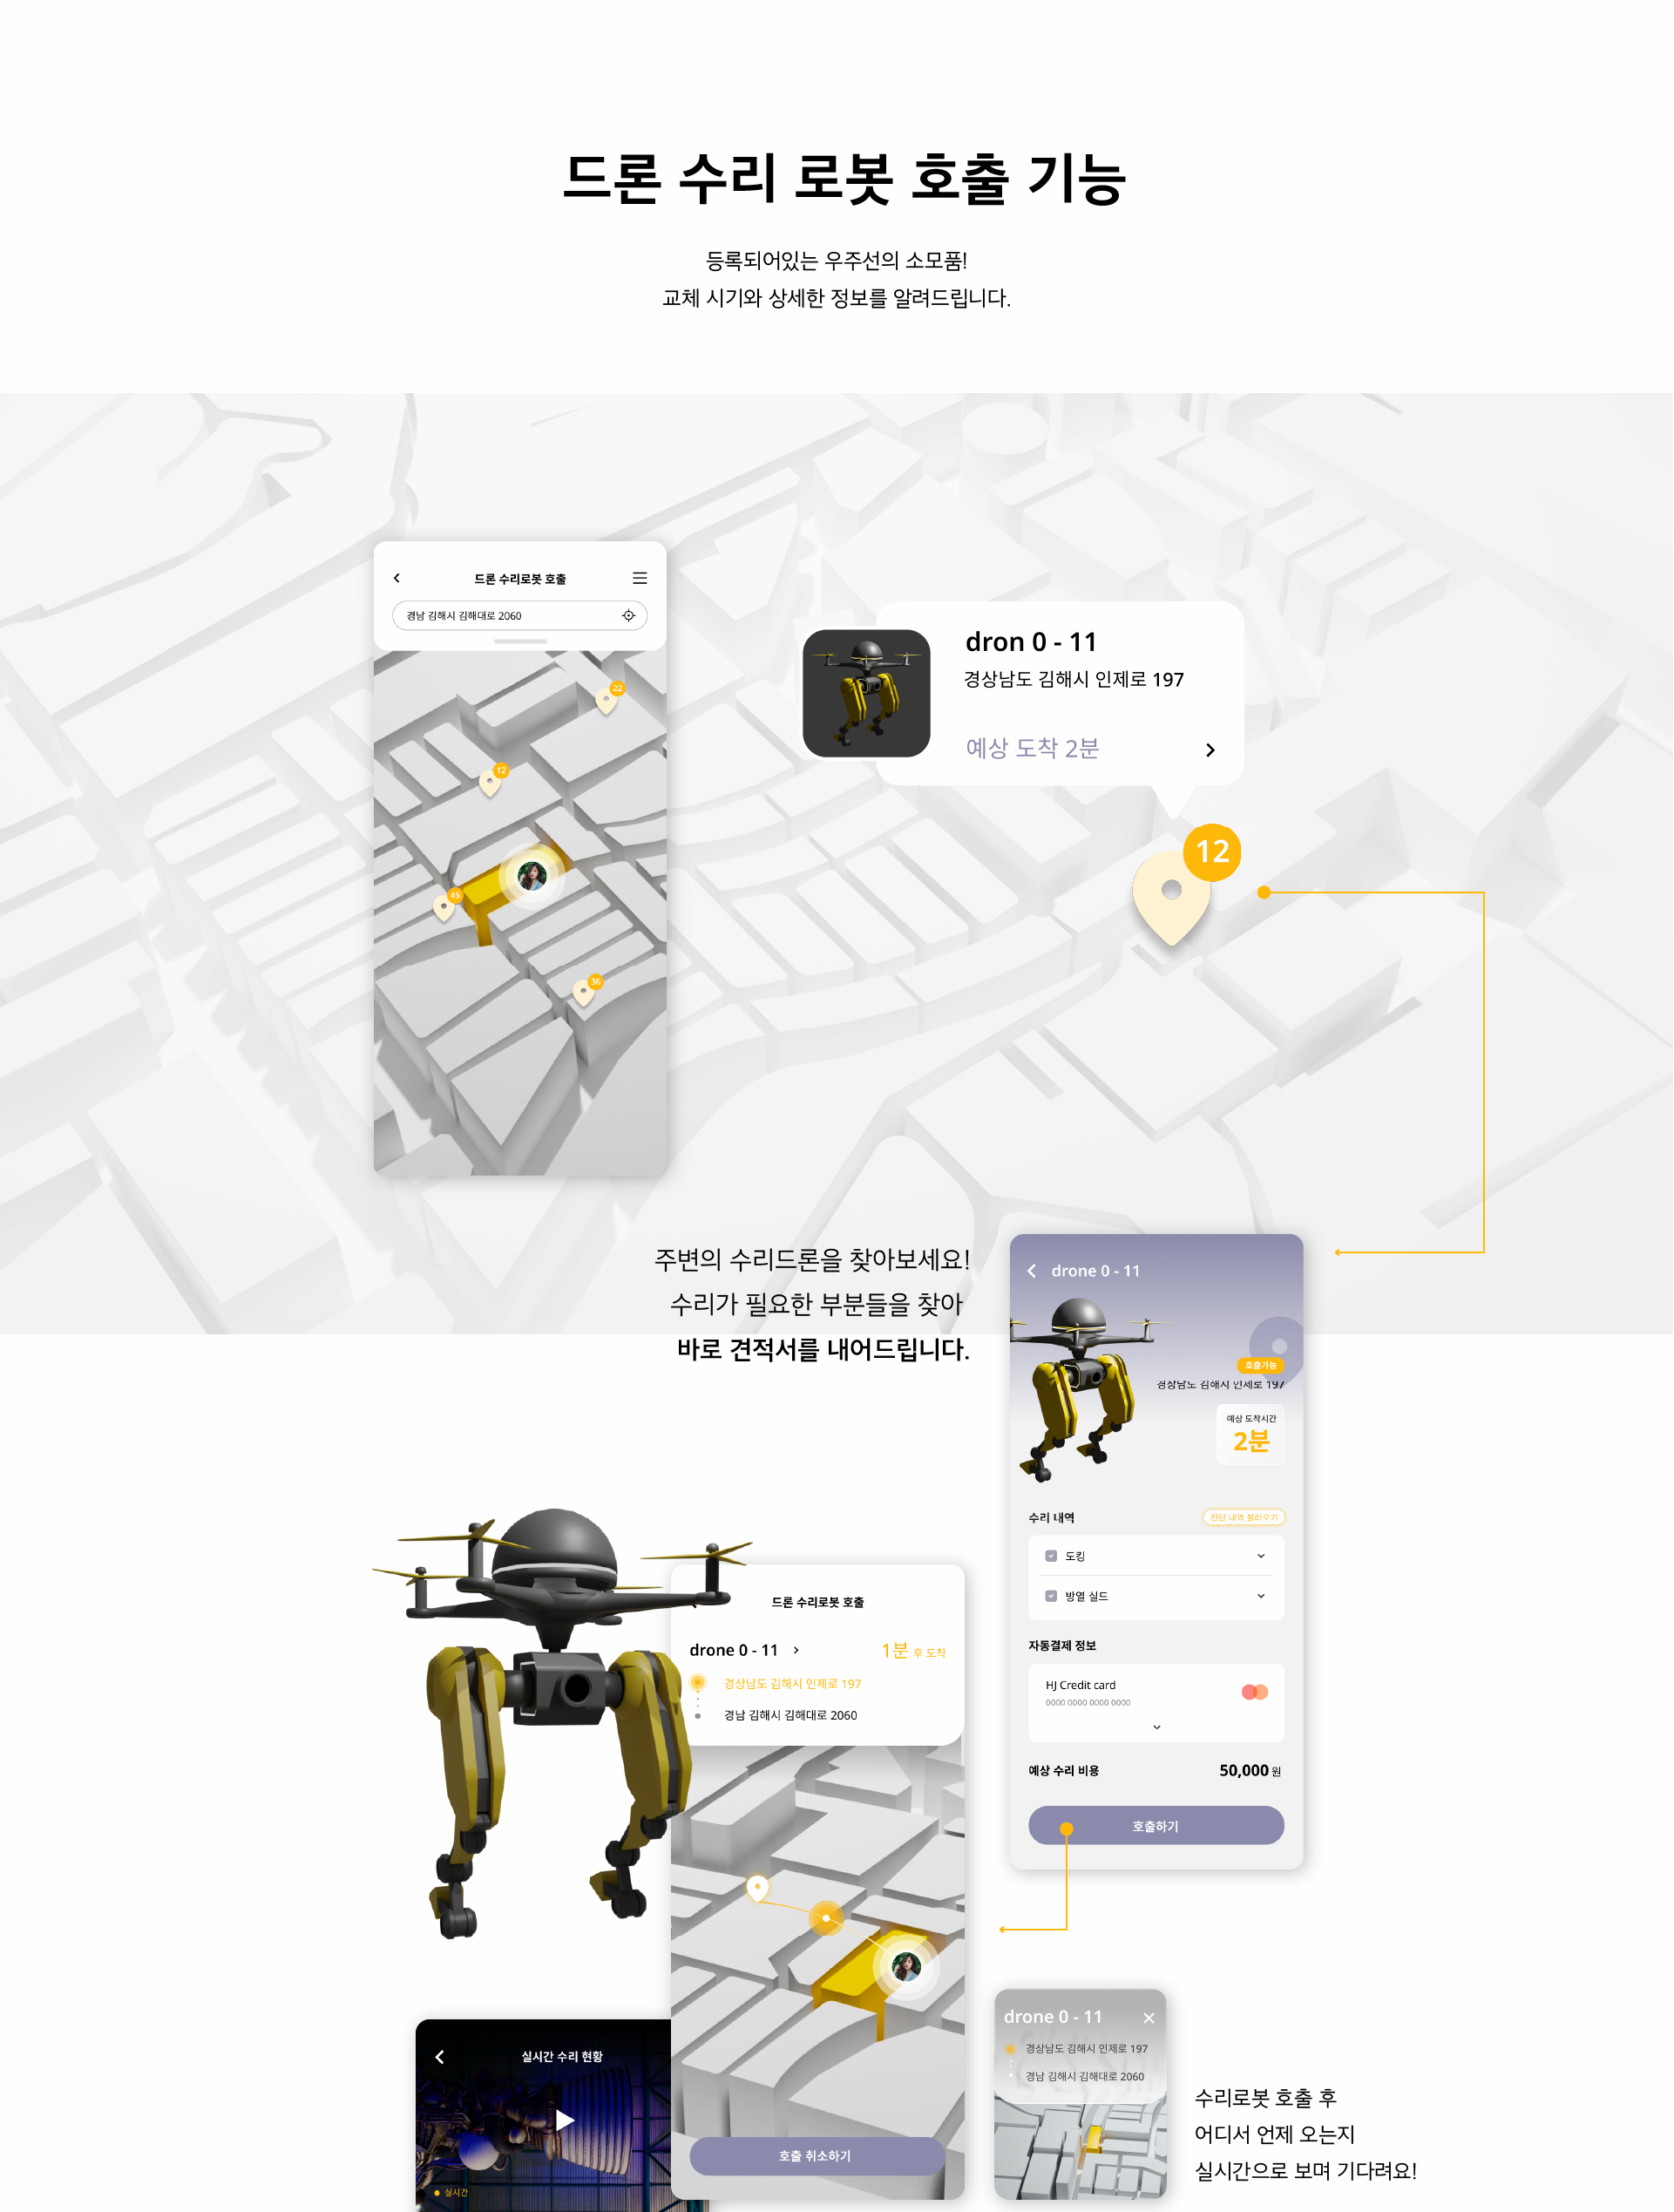 드론 수리 로봇 호출 기능
등록되어있는 우주선의 소모품!
교체 시기와 상세한 정보를 알려드립니다.
드론 수리로봇 호출
경남 김해시 김해대로 2060
22
12
45
36
dron 0 - 11
경상남도 김해시 인제로 197
예상 도착 2분
12
주변의 수리드론을 찾아보세요!
수리가 필요한 부분들을 찾아
바로 견적서를 내어드립니다.
drone 0 - 11
호출가능
경상남도 김해시 인제로 197
예상 도착시간
2분
수리 내역
진단 내역 불러오기
도킹
방열 실드
자동결제 정보
HJ Credit card
0000 0000 0000 0000
예상 수리 비용
50,000 원
호출하기
드론 수리로봇 호출
drone 0 - 11
1분 후 도착
경상남도 김해시 인제로 197
경남 김해시 김해대로 2060
호출 취소하기
실시간 수리 현황
실시간
drone 0 - 11
경상남도 김해시 인제로 197
경남 김해시 김해대로 2060
수리로봇 호출 후
어디서 언제 오는지
실시간으로 보며 기다려요!